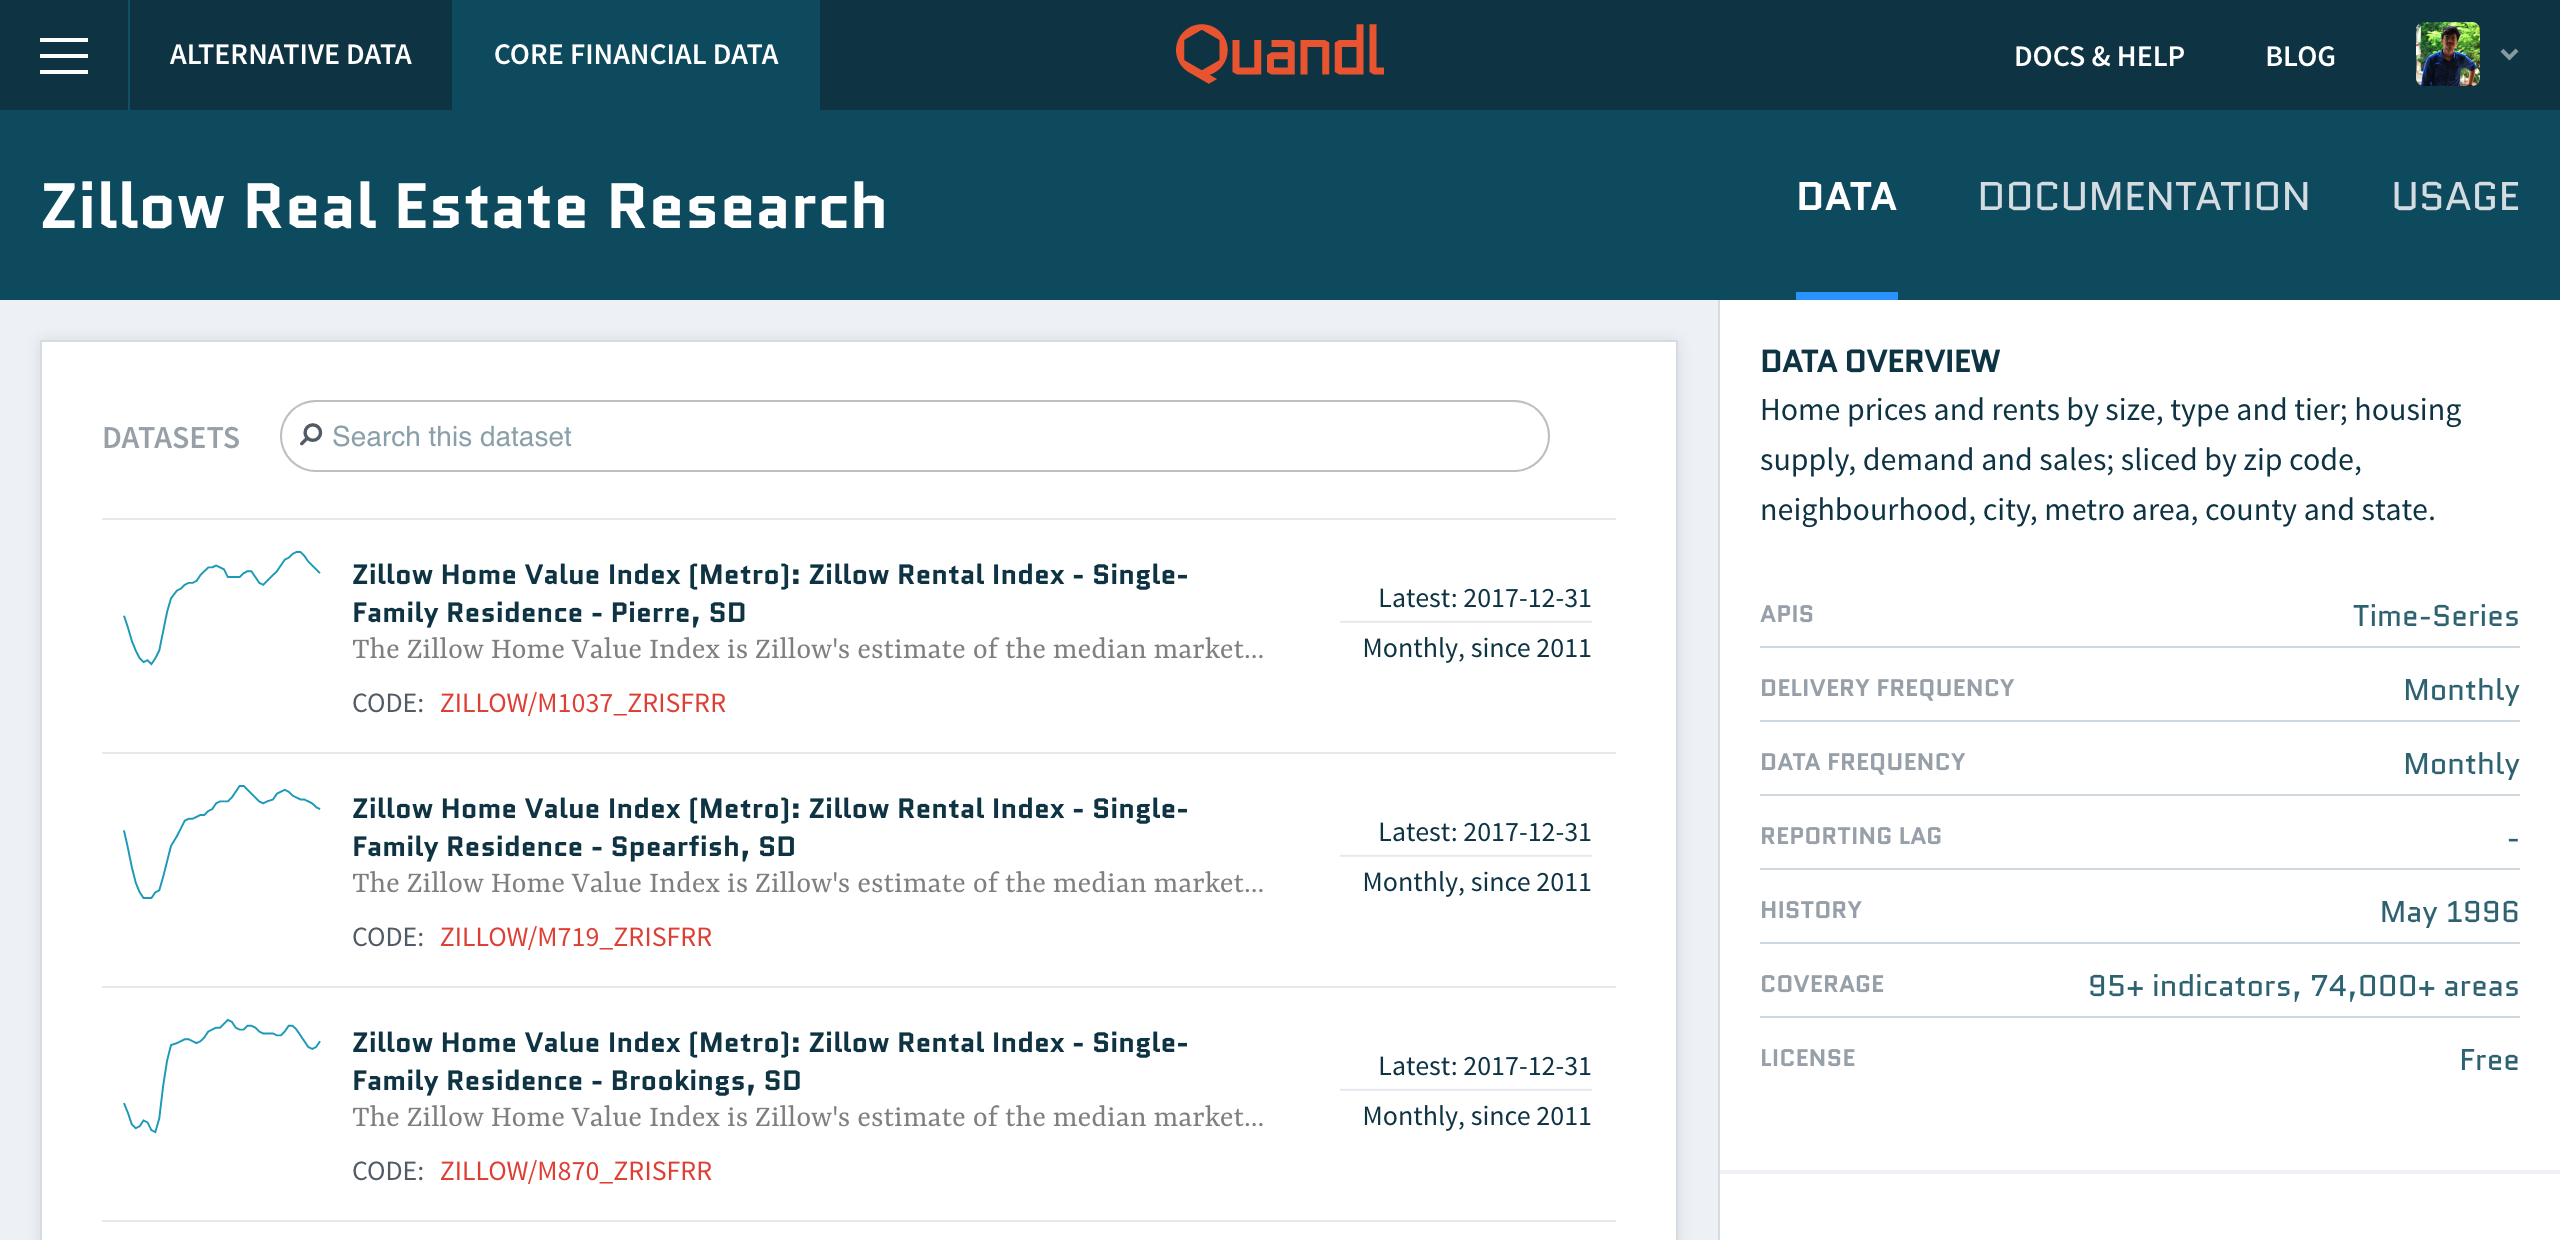 ALTERNATIVE DATA
CORE FINANCIAL DATA
Quandl
DOCS & HELP
BLOG
Zillow Real Estate Research
DATA
DOCUMENTATION
USAGE
DATASETS
Search this dataset
Zillow Home Value Index (Metro): Zillow Rental Index - Single-
Family Residence - Pierre, SD
The Zillow Home Value Index is Zillow's estimate of the median market...
CODE: ZILLOW/M1037_ZRISFRR
Latest: 2017-12-31
Monthly, since 2011
Zillow Home Value Index (Metro): Zillow Rental Index - Single-
Family Residence - Spearfish, SD
The Zillow Home Value Index is Zillow's estimate of the median market...
CODE: ZILLOW/M719_ZRISFRR
Latest: 2017-12-31
Monthly, since 2011
Zillow Home Value Index (Metro): Zillow Rental Index - Single-
Family Residence - Brookings, SD
The Zillow Home Value Index is Zillow's estimate of the median market...
CODE: ZILLOW/M870_ZRISFRR
Latest: 2017-12-31
Monthly, since 2011
DATA OVERVIEW
Home prices and rents by size, type and tier; housing
supply, demand and sales; sliced by zip code,
neighbourhood, city, metro area, county and state.
APIS Time-Series
DELIVERY FREQUENCY Monthly
DATA FREQUENCY Monthly
REPORTING LAG -
HISTORY May 1996
COVERAGE 95+ indicators, 74,000+ areas
LICENSE Free